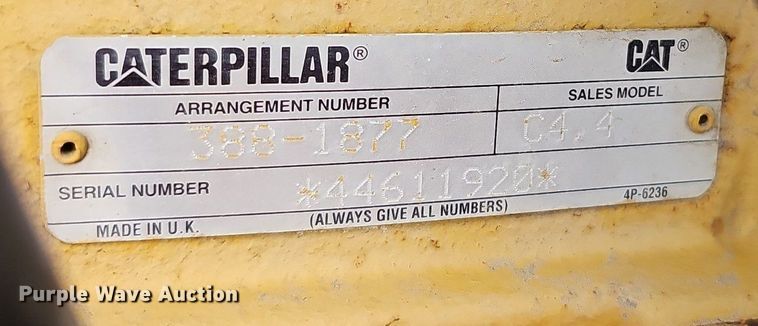 CATERPILLAR® CAT®
ARRANGEMENT NUMBER SALES MODEL
388-1877 C4.4
SERIAL NUMBER *44611920* 4P-6236
MADE IN U.K. (ALWAYS GIVE ALL NUMBERS)
Purple Wave Auction